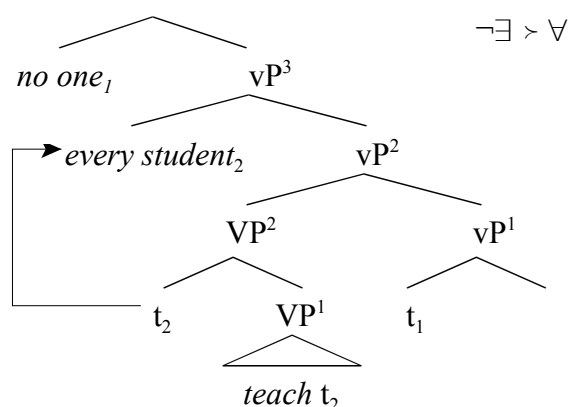 ¬∃ ≻ ∀
no one₁ vP³
every student₂ vP²
VP² vP¹
t₂ VP¹ t₁
teach t₂